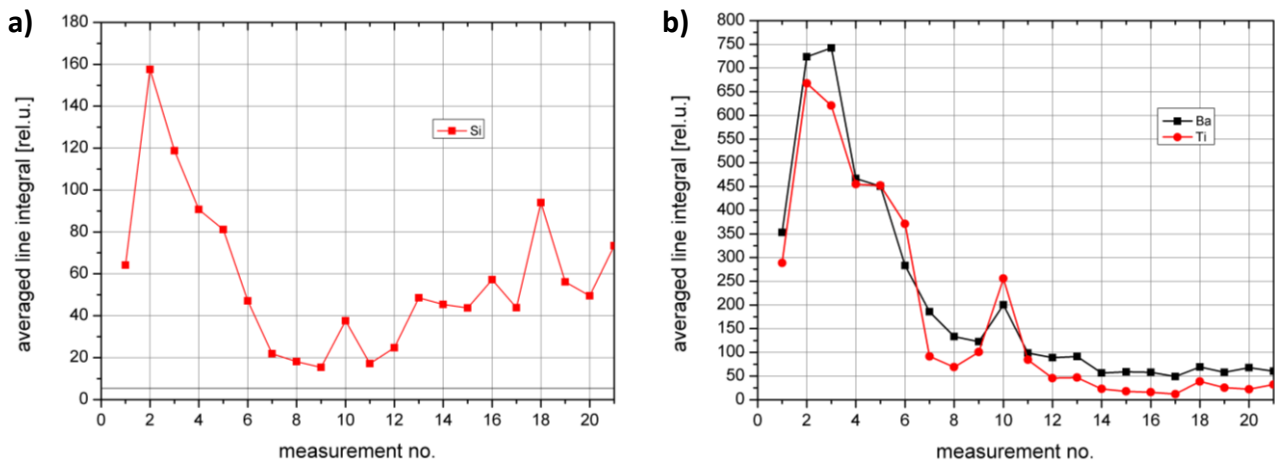 a)
averaged line integral [rel.u.]
180
160
140
120
100
80
60
40
20
0
Si
0 2 4 6 8 10 12 14 16 18 20
measurement no.
b)
averaged line integral [rel.u.]
800
750
700
650
600
550
500
450
400
350
300
250
200
150
100
50
0
Ba
Ti
0 2 4 6 8 10 12 14 16 18 20
measurement no.